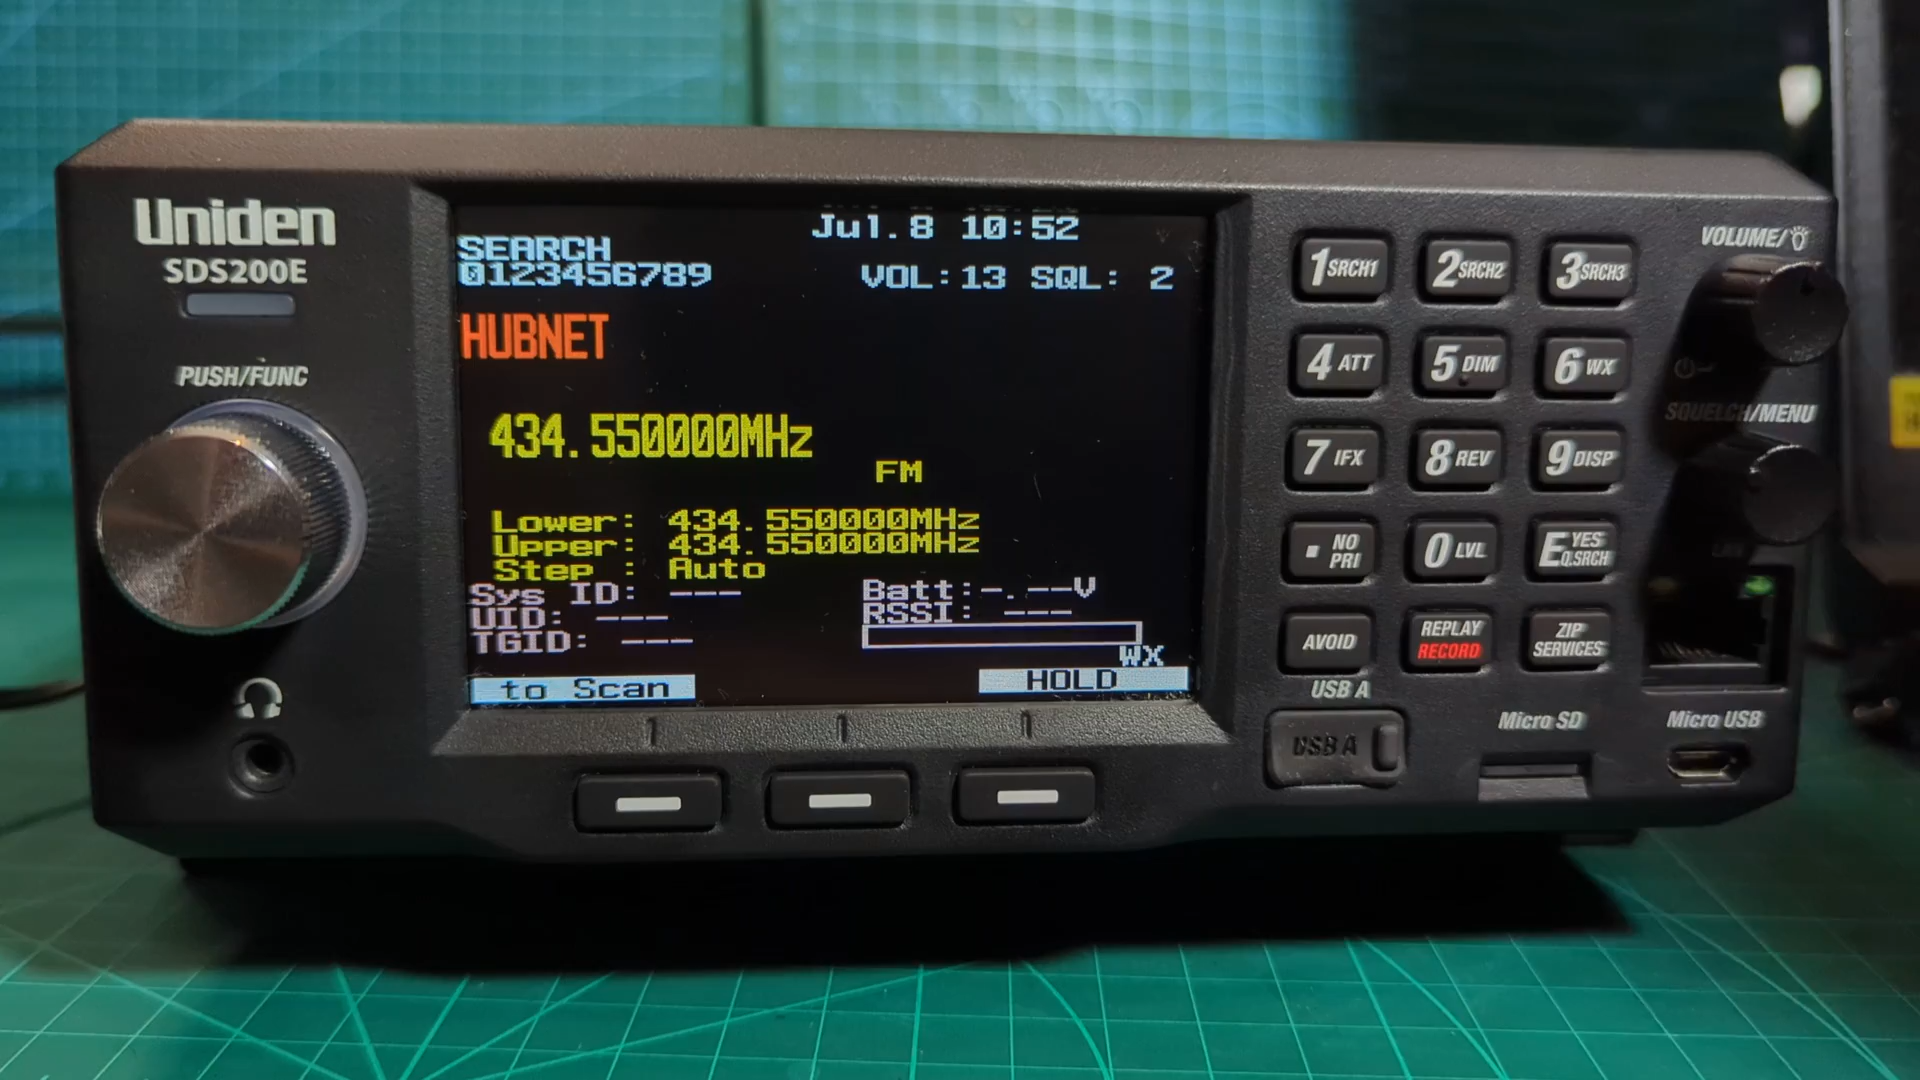 Uniden
SDS200E
PUSH/FUNC
Jul. 8 10:52
SEARCH
0123456789
VOL:13 SQL: 2
HUBNET
434.550000MHz
FM
Lower: 434.550000MHz
Upper: 434.550000MHz
Step : Auto
Sys ID: ---
Batt:-.--V
UID: ---
RSSI: ---
TGID: ---
WX
to Scan
HOLD
1 SRCH1
2 SRCH2
3 SRCH3
4 ATT
5 DIM
6 WX
7 IFX
8 REV
9 DISP
. NO PRI
0 LVL
E YES Q.SRCH
AVOID
REPLAY
RECORD
ZIP
SERVICES
VOLUME/
SQUELCH/MENU
USB A
USB A
Micro SD
Micro USB